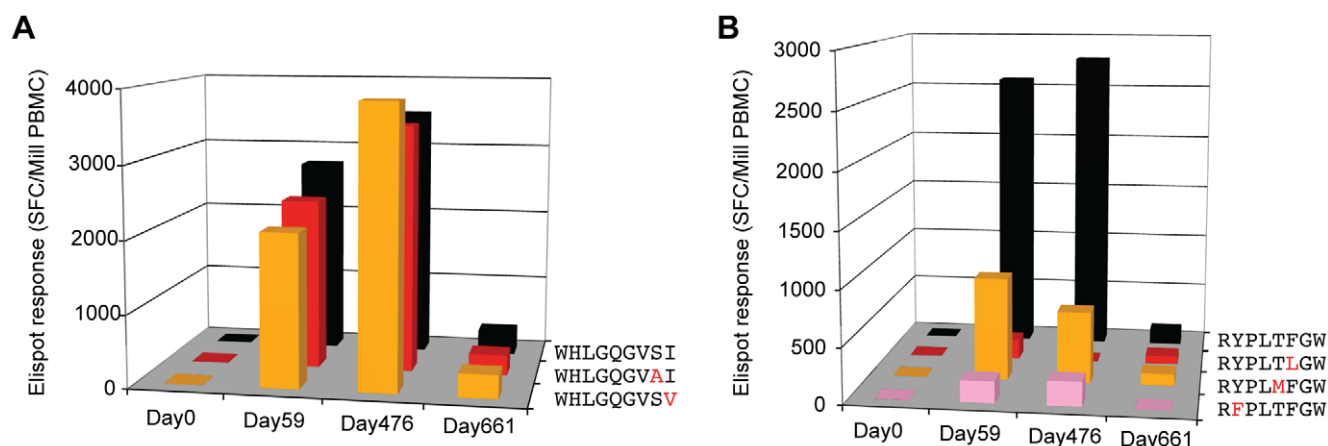 A
Elispot response (SFC/Mill PBMC)
4000
3000
2000
1000
0
Day0
Day59
Day476
Day661
WHLGQGVSI
WHLGQGVAI
WHLGQGVSV
B
Elispot response (SFC/Mill PBMC)
3000
2500
2000
1500
1000
500
0
Day0
Day59
Day476
Day661
RYPLTFGW
RYPLTLGW
RYPLMFGW
RFPLTFGW